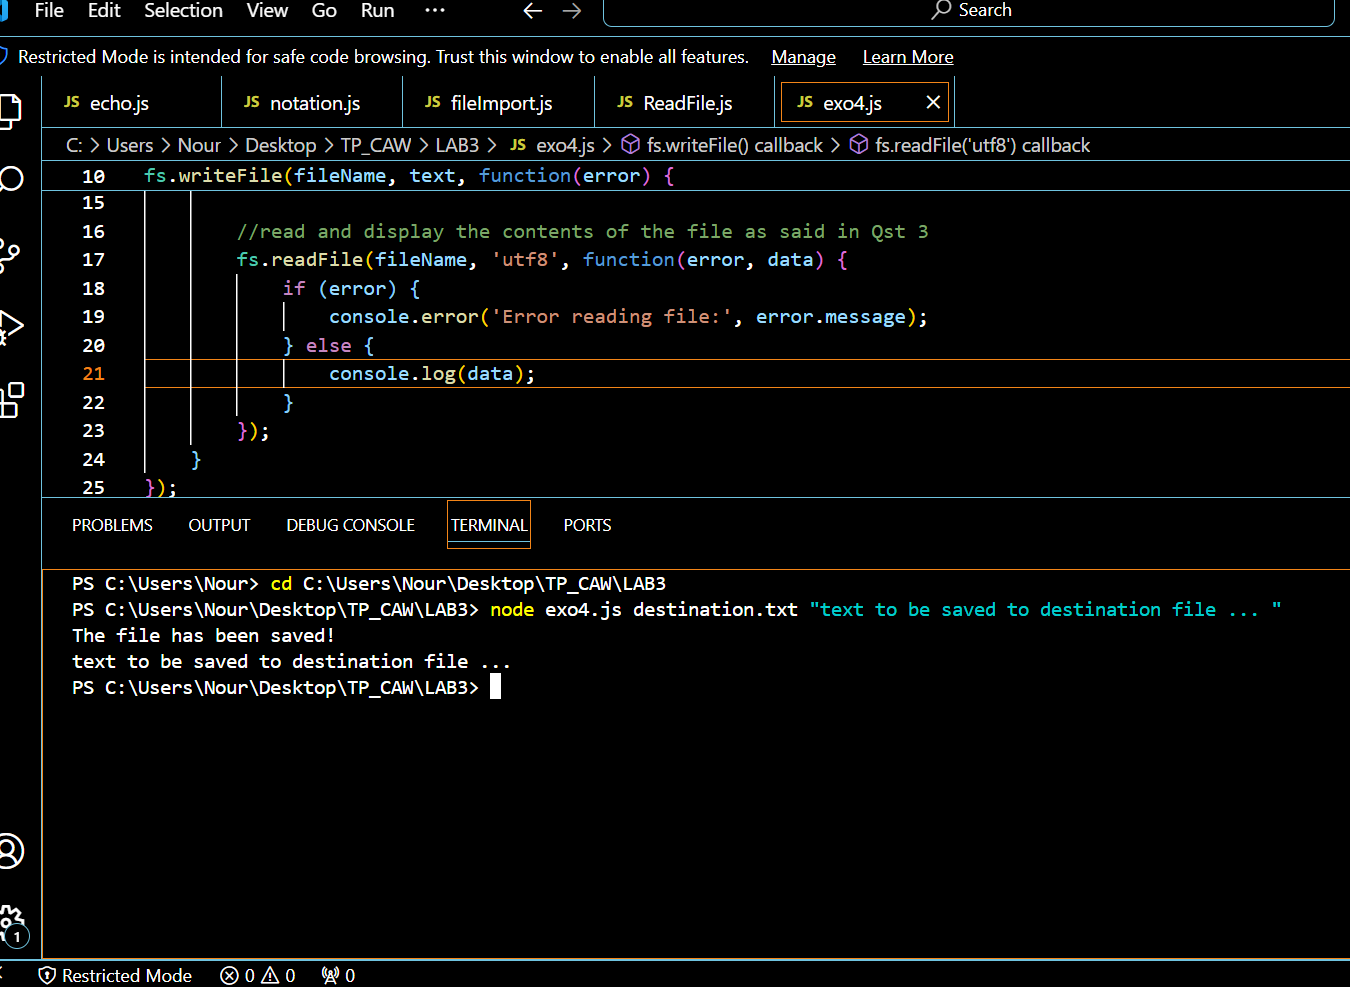 File Edit Selection View Go Run ··· ← → Search
Restricted Mode is intended for safe code browsing. Trust this window to enable all features. Manage Learn More
JS echo.js JS notation.js JS fileImport.js JS ReadFile.js JS exo4.js ×
C: > Users > Nour > Desktop > TP_CAW > LAB3 > JS exo4.js > fs.writeFile() callback > fs.readFile('utf8') callback
10 fs.writeFile(fileName, text, function(error) {
15
16 //read and display the contents of the file as said in Qst 3
17 fs.readFile(fileName, 'utf8', function(error, data) {
18 if (error) {
19 console.error('Error reading file:', error.message);
20 } else {
21 console.log(data);
22 }
23 });
24 }
25 });
PROBLEMS OUTPUT DEBUG CONSOLE TERMINAL PORTS
PS C:\Users\Nour> cd C:\Users\Nour\Desktop\TP_CAW\LAB3
PS C:\Users\Nour\Desktop\TP_CAW\LAB3> node exo4.js destination.txt "text to be saved to destination file ... "
The file has been saved!
text to be saved to destination file ...
PS C:\Users\Nour\Desktop\TP_CAW\LAB3>
1
Restricted Mode 0 0 0